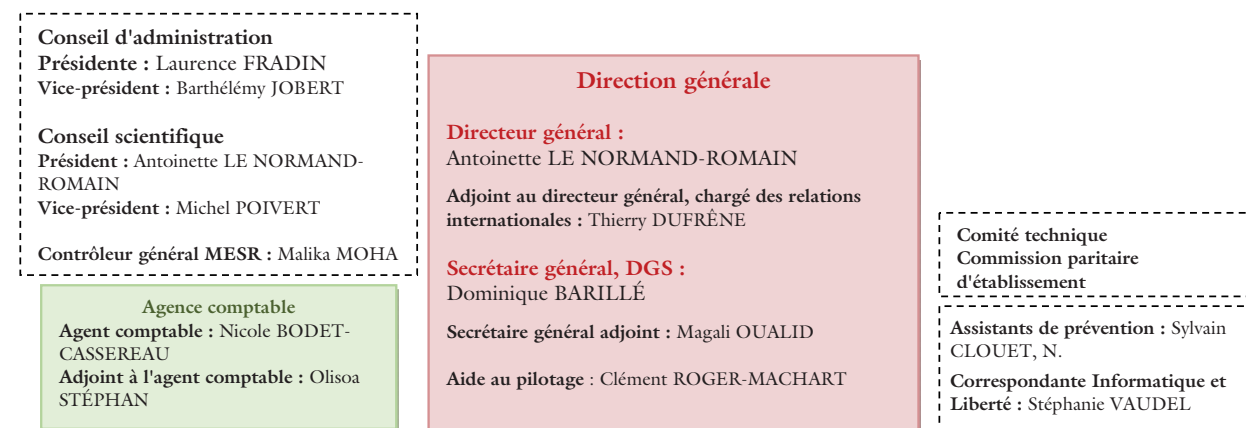 Conseil d'administration
Présidente : Laurence FRADIN
Vice-président : Barthélémy JOBERT
Conseil scientifique
Président : Antoinette LE NORMAND-
ROMAIN
Vice-président : Michel POIVERT
Contrôleur général MESR : Malika MOHA
Agence comptable
Agent comptable : Nicole BODET-
CASSEREAU
Adjoint à l'agent comptable : Olisoa
STÉPHAN
Direction générale
Directeur général :
Antoinette LE NORMAND-ROMAIN
Adjoint au directeur général, chargé des relations
internationales : Thierry DUFRÊNE
Secrétaire général, DGS :
Dominique BARILLÉ
Secrétaire général adjoint : Magali OUALID
Aide au pilotage : Clément ROGER-MACHART
Comité technique
Commission paritaire
d'établissement
Assistants de prévention : Sylvain
CLOUET, N.
Correspondante Informatique et
Liberté : Stéphanie VAUDEL